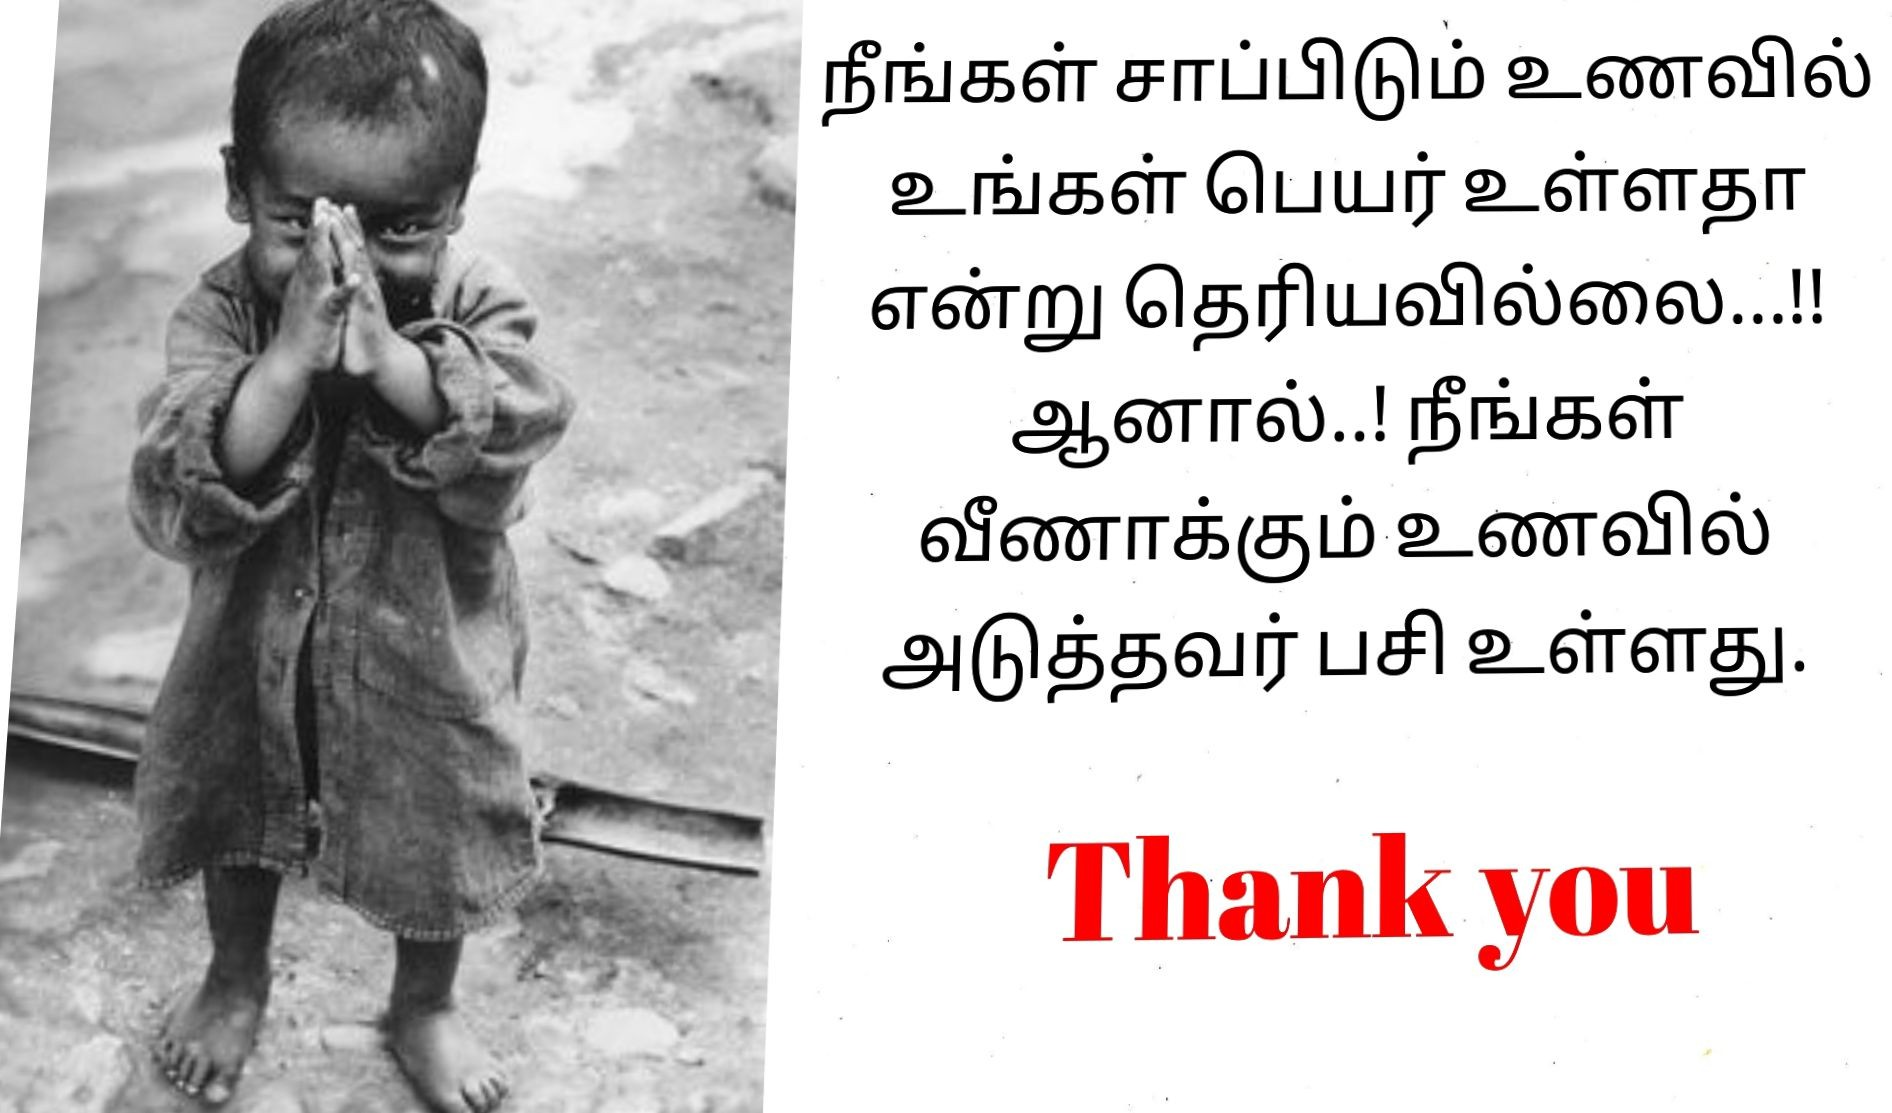 நீங்கள் சாப்பிடும் உணவில்
உங்கள் பெயர் உள்ளதா
என்று தெரியவில்லை...!!
ஆனால்..! நீங்கள்
வீணாக்கும் உணவில்
அடுத்தவர் பசி உள்ளது.
Thank you